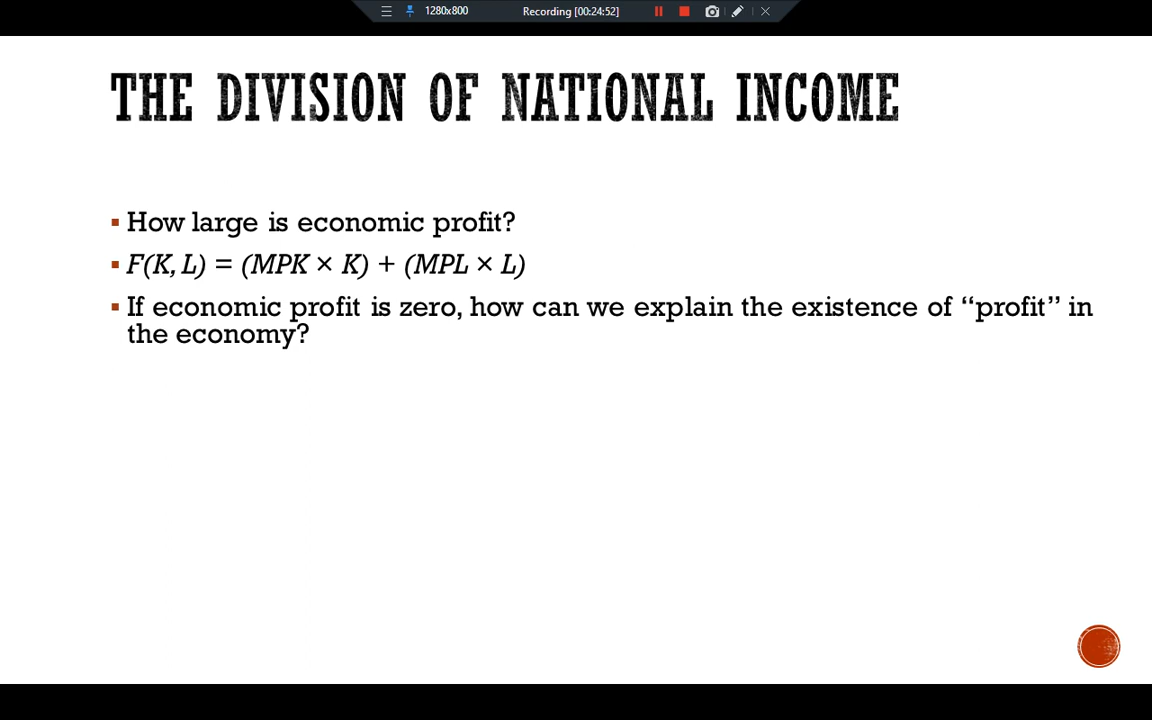 1280x800 Recording [00:24:52]
THE DIVISION OF NATIONAL INCOME
▪ How large is economic profit?
▪ F(K, L) = (MPK × K) + (MPL × L)
▪ If economic profit is zero, how can we explain the existence of “profit” in
the economy?